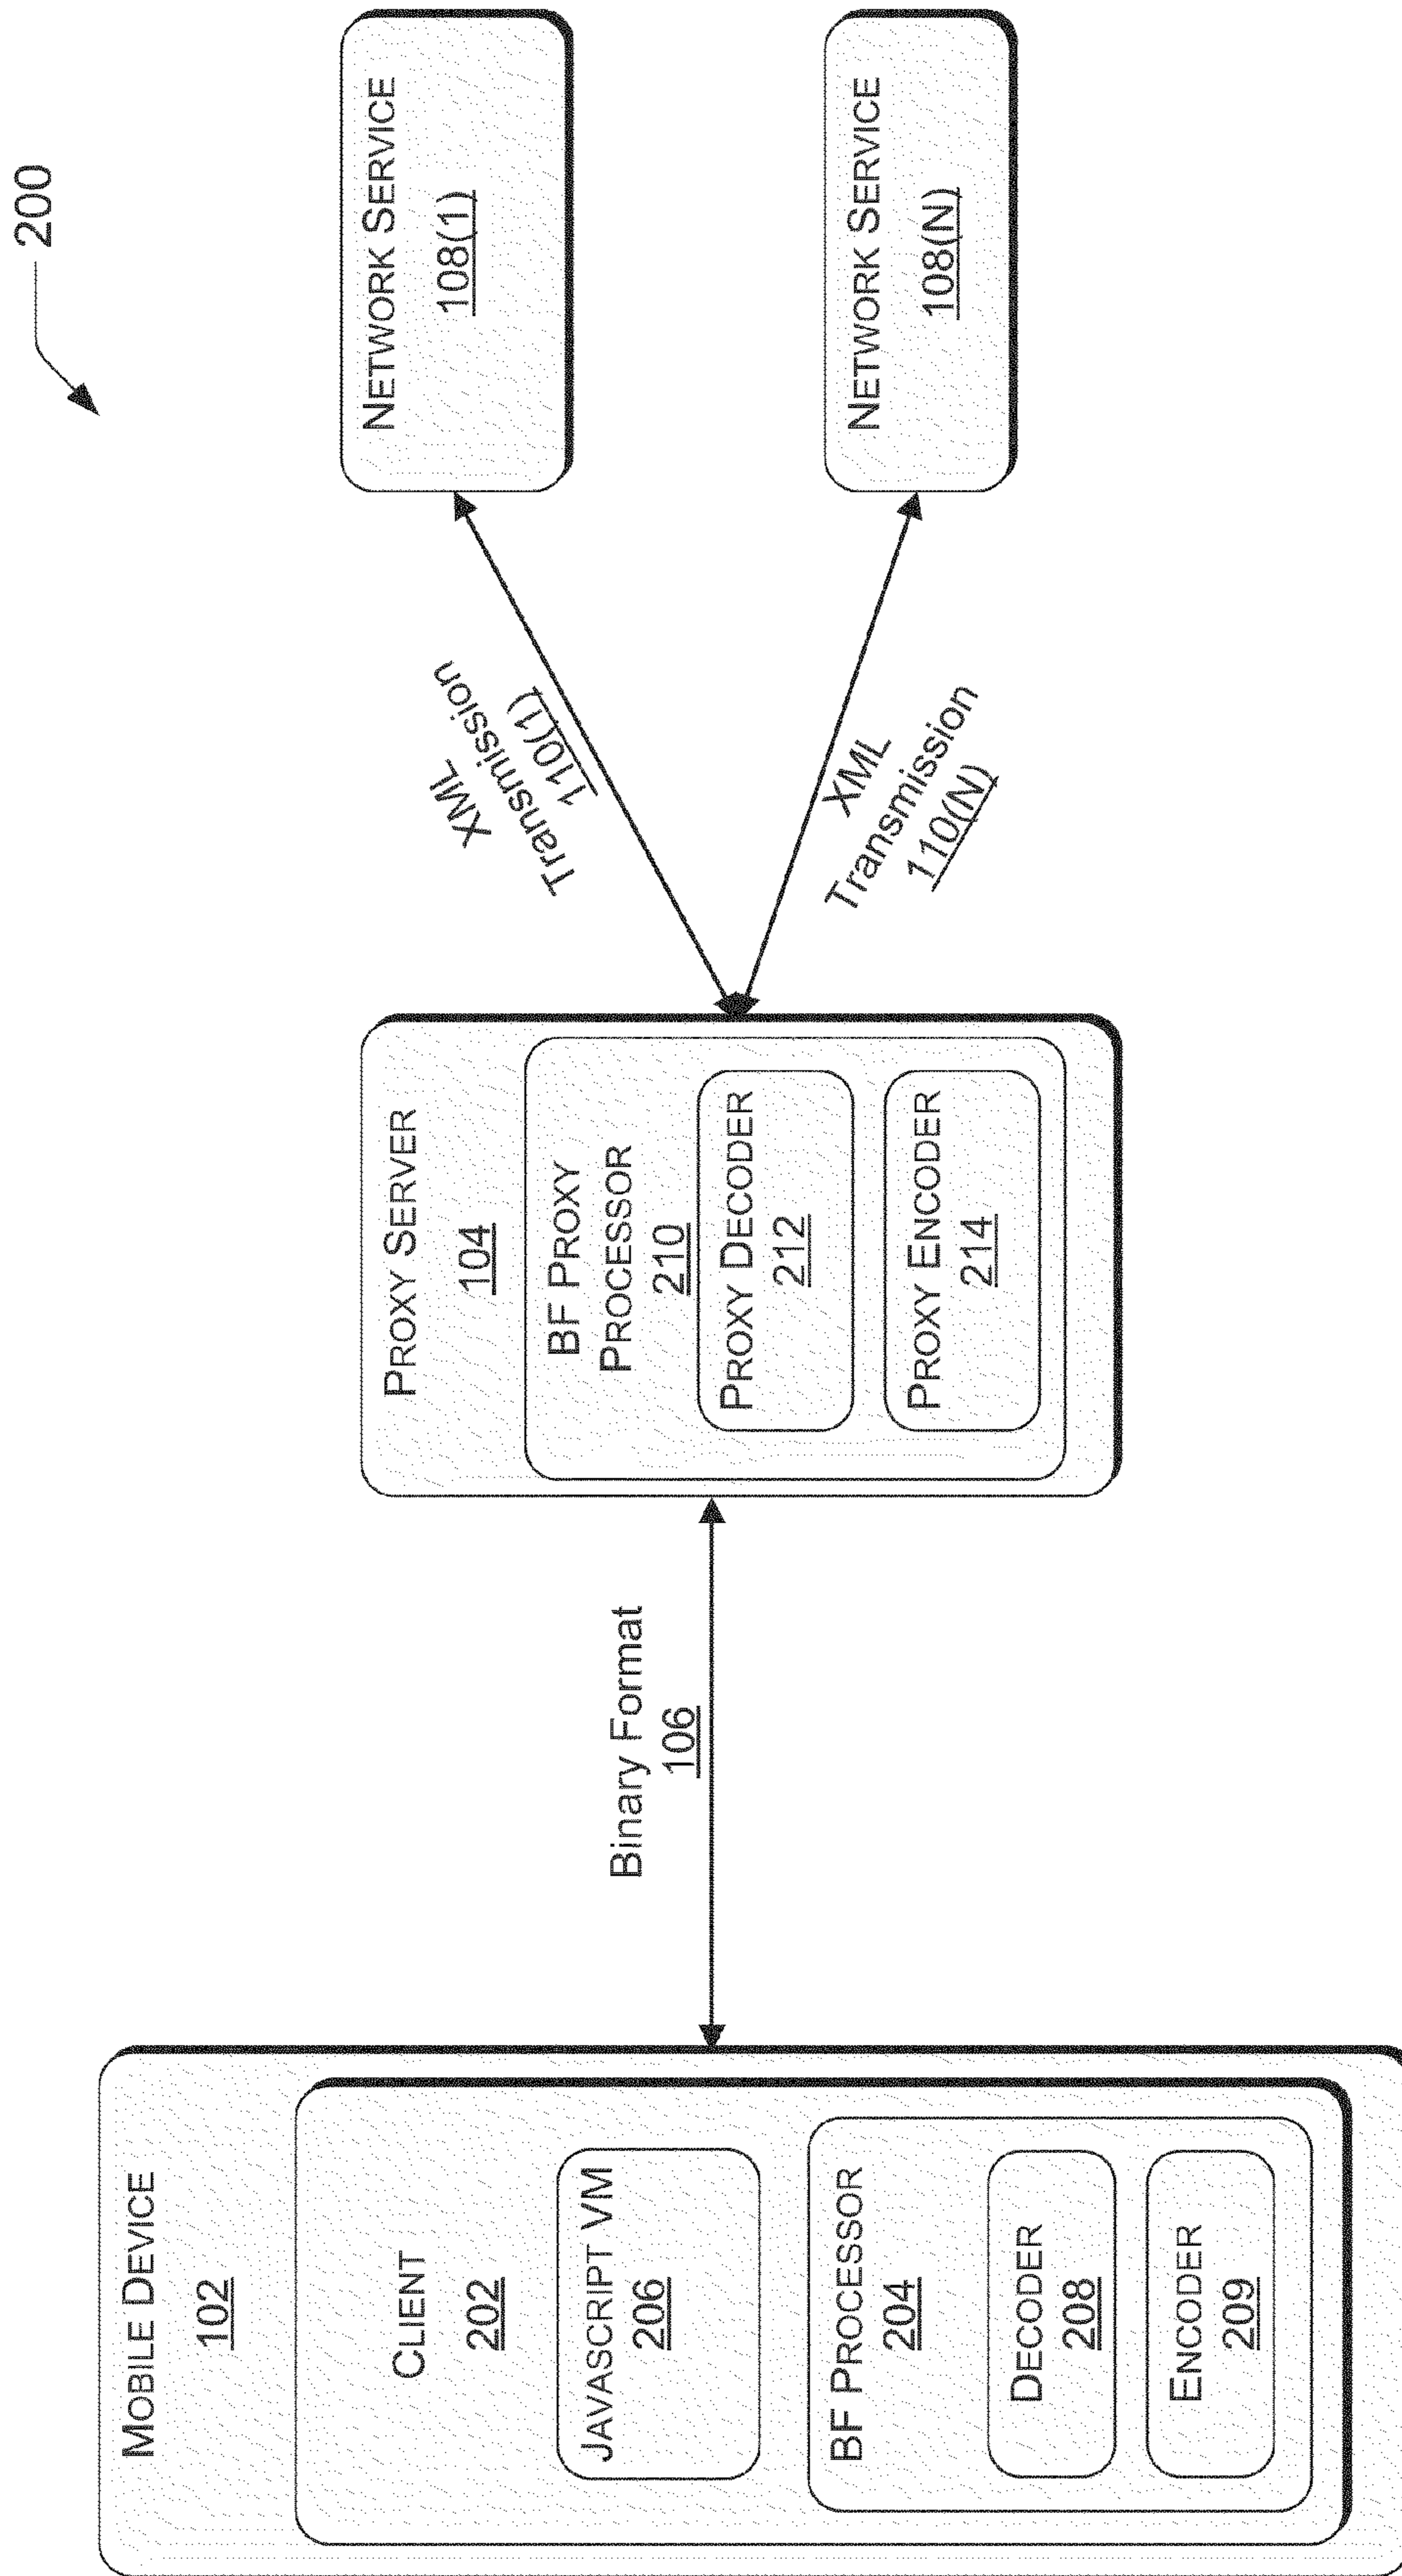 200
MOBILE DEVICE
102
CLIENT
202
JAVASCRIPT VM
206
BF PROCESSOR
204
DECODER
208
ENCODER
209
Binary Format
106
PROXY SERVER
104
BF PROXY
PROCESSOR
210
PROXY DECODER
212
PROXY ENCODER
214
XML
Transmission
110(1)
XML
Transmission
110(N)
NETWORK SERVICE
108(1)
NETWORK SERVICE
108(N)